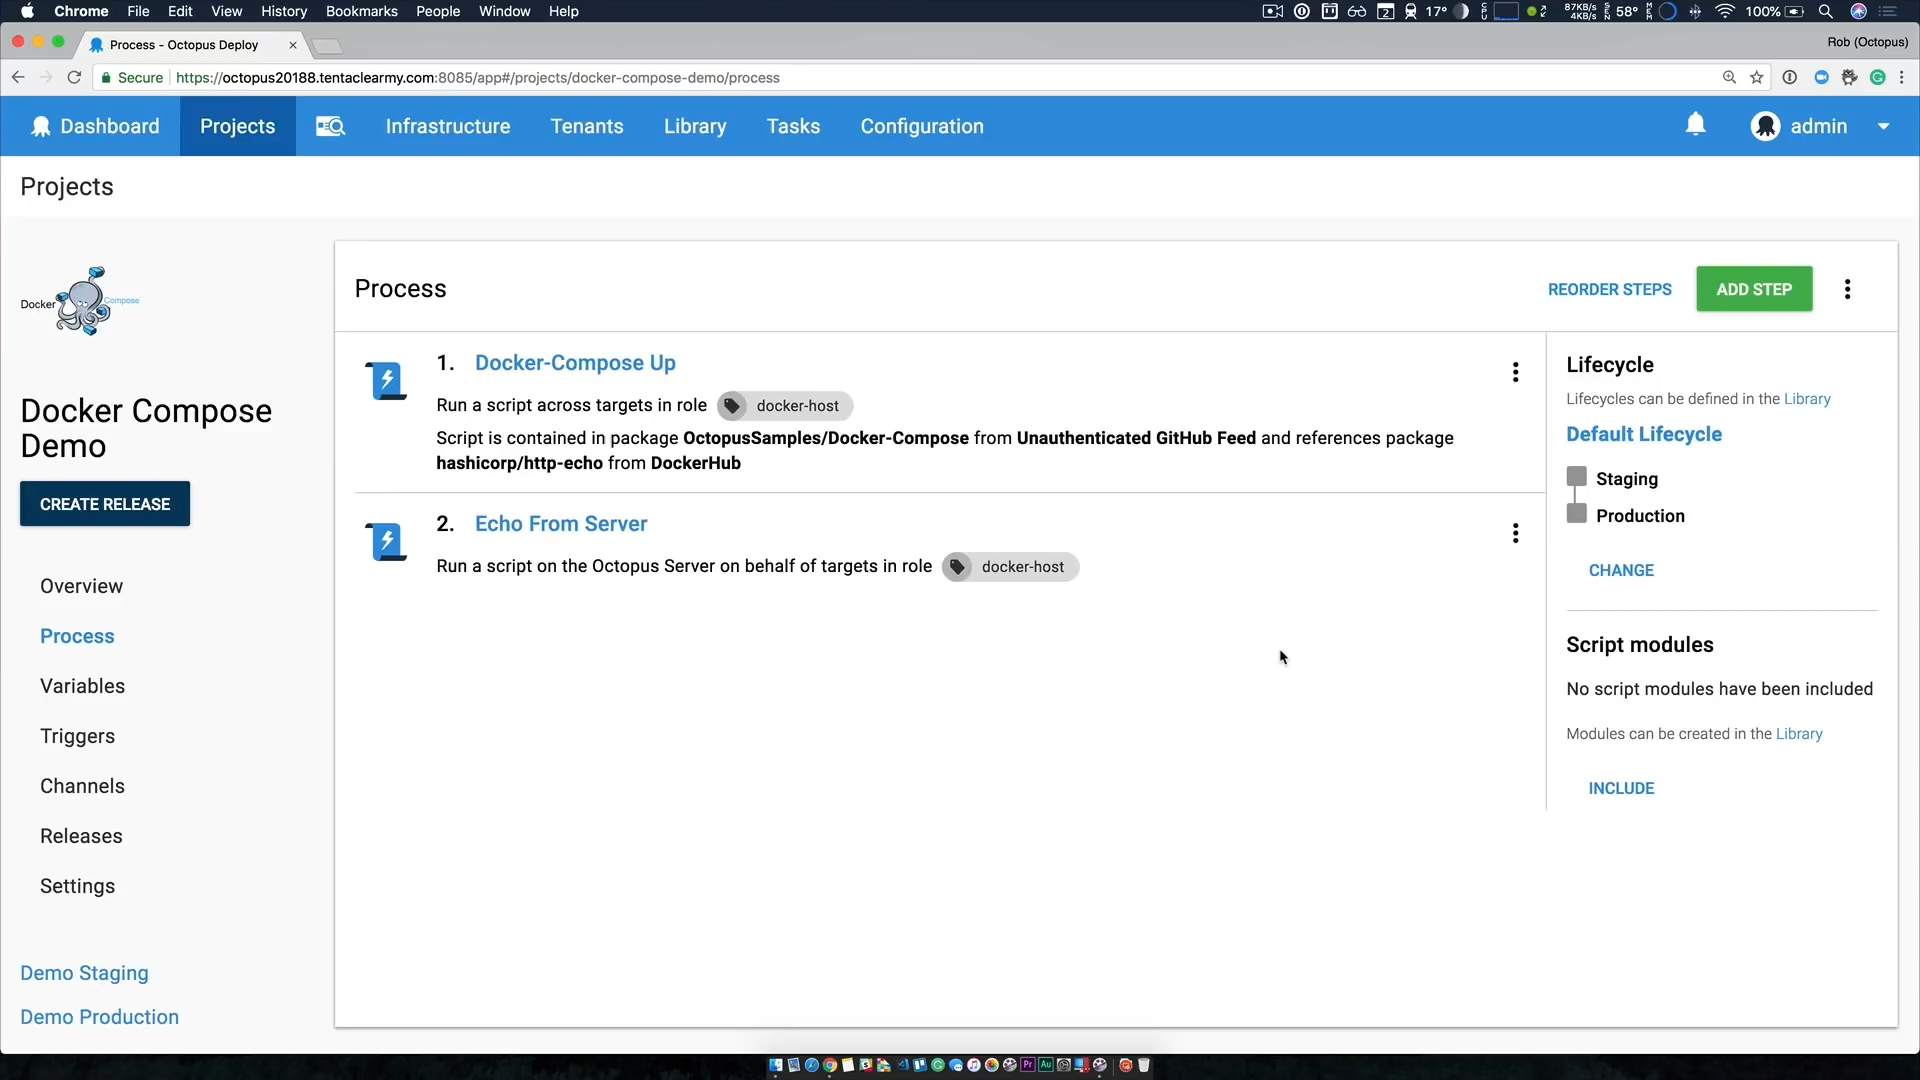 Chrome File Edit View History Bookmarks People Window Help
2 17° 87KB/s 4KB/s 58° 100%
Process - Octopus Deploy
Rob (Octopus)
Secure https://octopus20188.tentaclearmy.com:8085/app#/projects/docker-compose-demo/process
Dashboard Projects Infrastructure Tenants Library Tasks Configuration admin
Projects
Docker Compose
Docker Compose
Demo
CREATE RELEASE
Overview
Process
Variables
Triggers
Channels
Releases
Settings
Demo Staging
Demo Production
Process
REORDER STEPS
ADD STEP
1. Docker-Compose Up
Run a script across targets in role docker-host
Script is contained in package OctopusSamples/Docker-Compose from Unauthenticated GitHub Feed and references package
hashicorp/http-echo from DockerHub
2. Echo From Server
Run a script on the Octopus Server on behalf of targets in role docker-host
Lifecycle
Lifecycles can be defined in the Library
Default Lifecycle
Staging
Production
CHANGE
Script modules
No script modules have been included
Modules can be created in the Library
INCLUDE
Pr Au